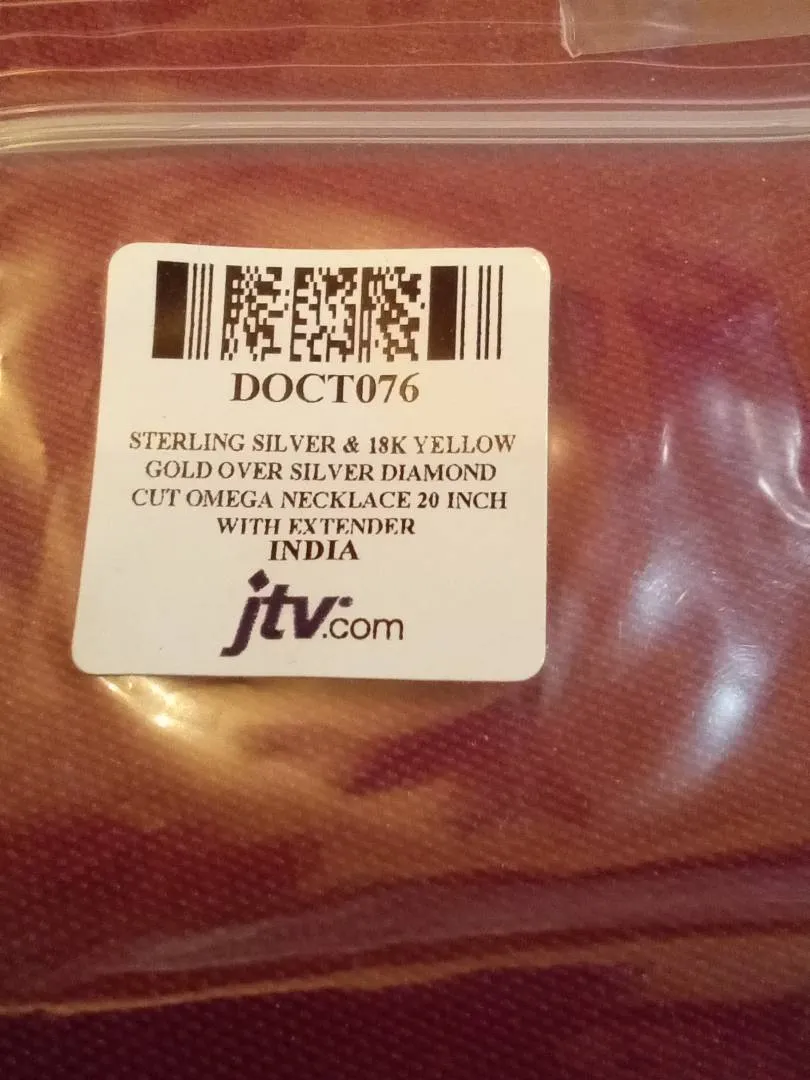 DOCT076
STERLING SILVER & 18K YELLOW
GOLD OVER SILVER DIAMOND
CUT OMEGA NECKLACE 20 INCH
WITH EXTENDER
INDIA
jtv.com